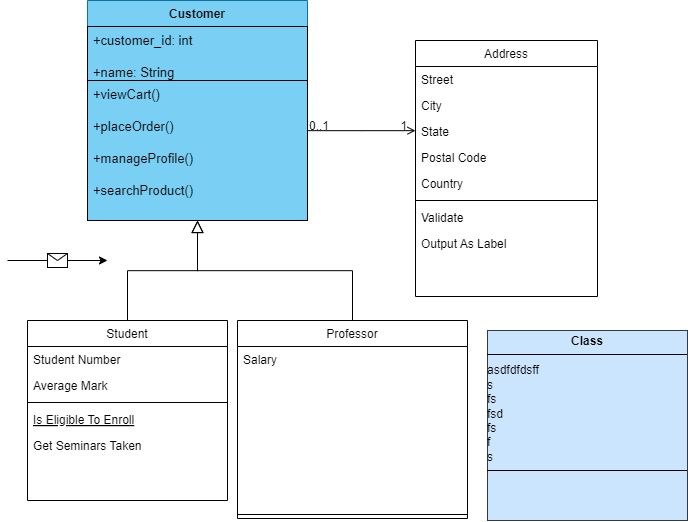 Customer
+customer_id: int
+name: String
+viewCart()
+placeOrder()
+manageProfile()
+searchProduct()
0..1
1
Address
Street
City
State
Postal Code
Country
Validate
Output As Label
Student
Student Number
Average Mark
Is Eligible To Enroll
Get Seminars Taken
Professor
Salary
Class
asdfdfdsff
s
fs
fsd
fs
f
s